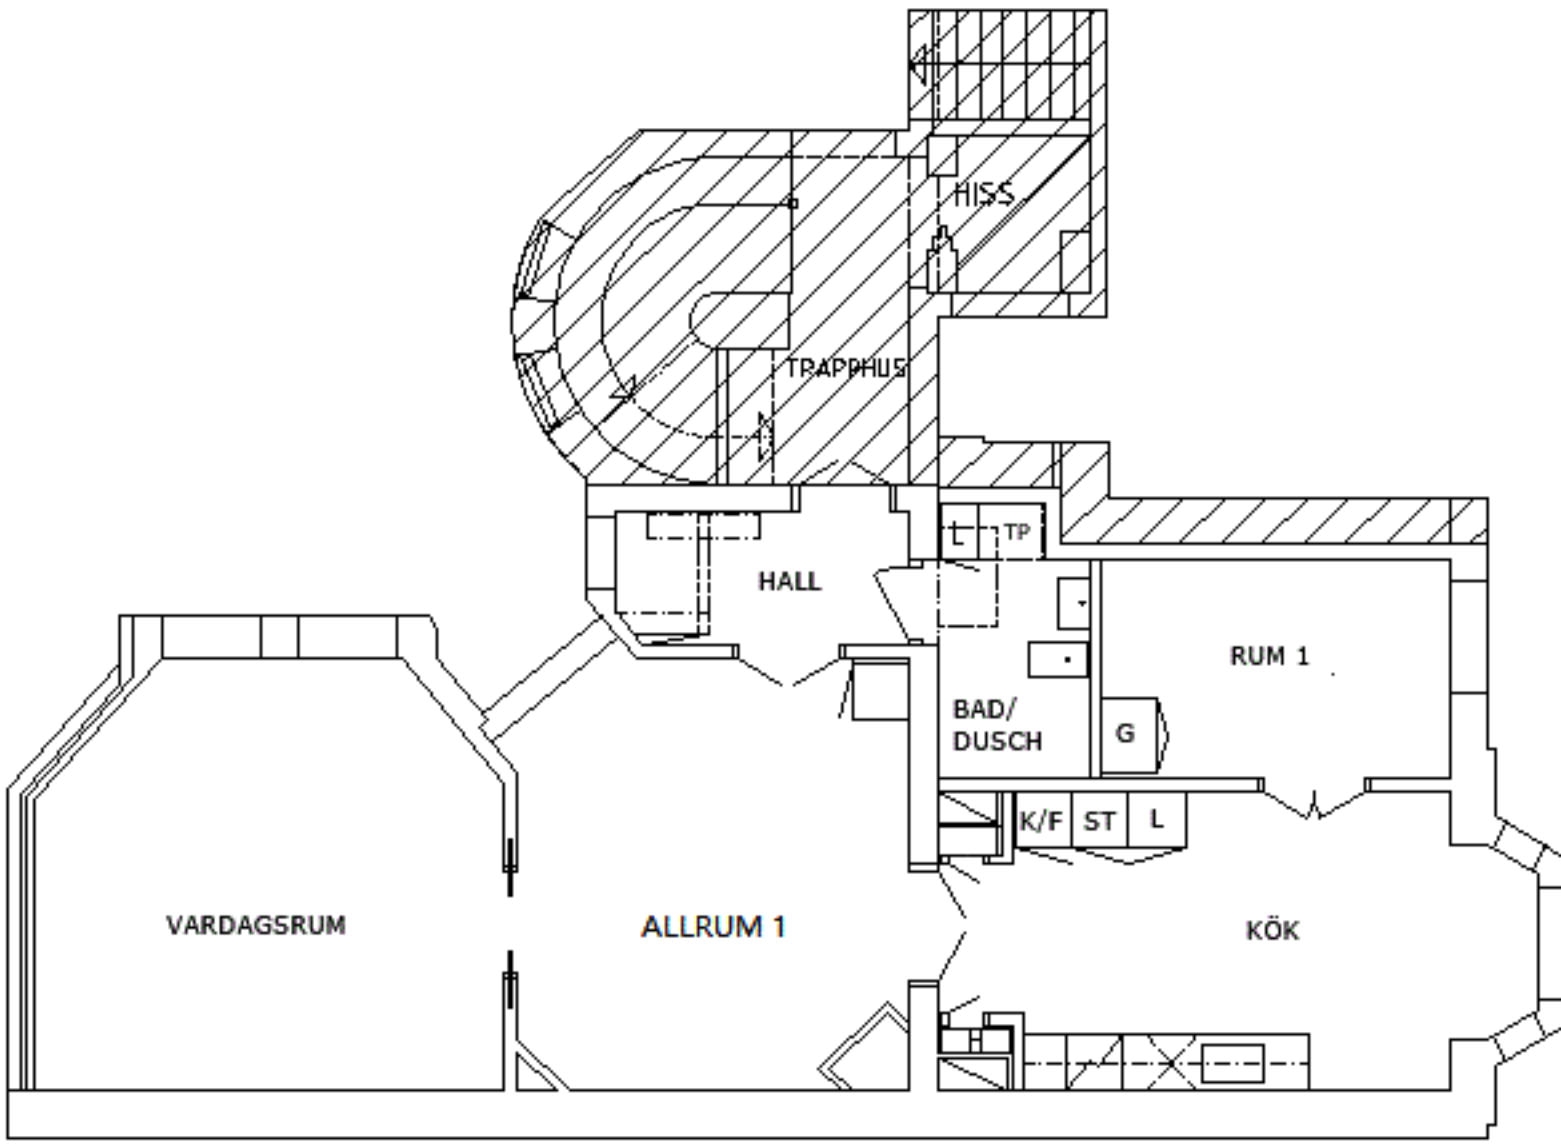 HISS
TRAPPHUS
L
TP
HALL
RUM 1
BAD/
DUSCH
G
K/F
ST
L
VARDAGSRUM
ALLRUM 1
KÖK